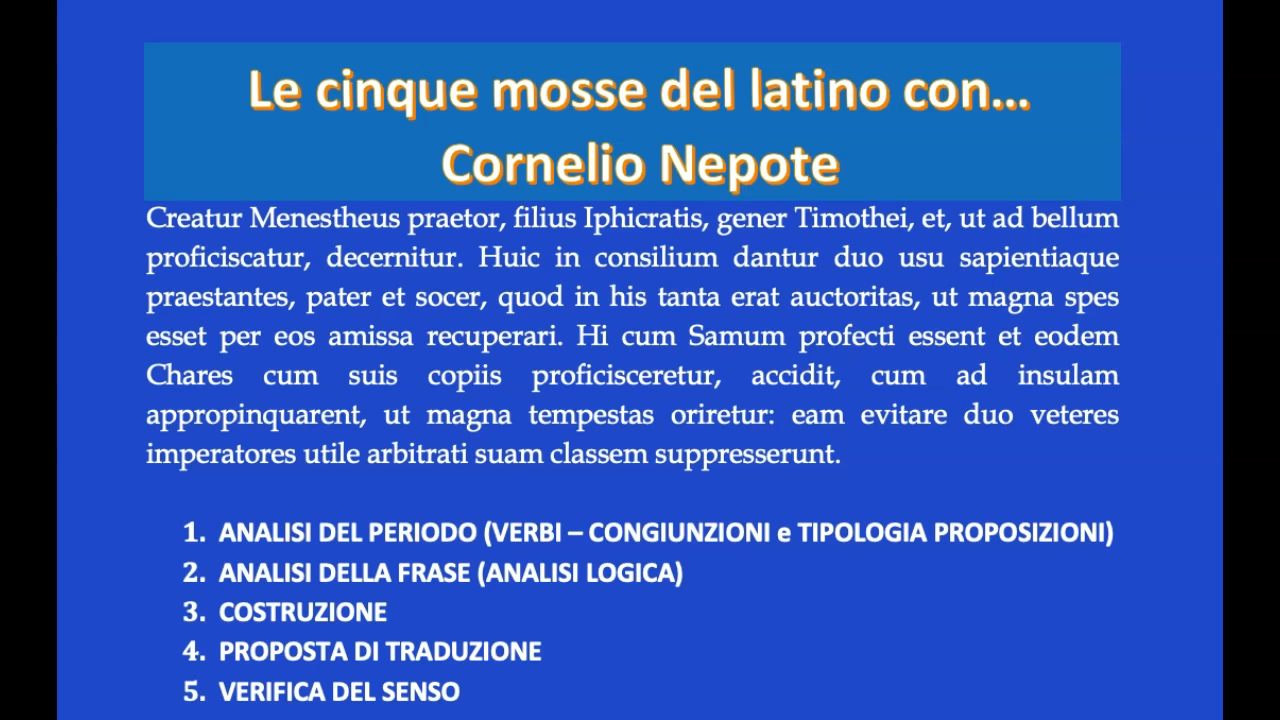 Le cinque mosse del latino con...
Cornelio Nepote
Creatur Menestheus praetor, filius Iphicratis, gener Timothei, et, ut ad bellum
proficiscatur, decernitur. Huic in consilium dantur duo usu sapientiaque
praestantes, pater et socer, quod in his tanta erat auctoritas, ut magna spes
esset per eos amissa recuperari. Hi cum Samum profecti essent et eodem
Chares cum suis copiis proficisceretur, accidit, cum ad insulam
appropinquarent, ut magna tempestas oriretur: eam evitare duo veteres
imperatores utile arbitrati suam classem suppresserunt.
1. ANALISI DEL PERIODO (VERBI – CONGIUNZIONI e TIPOLOGIA PROPOSIZIONI)
2. ANALISI DELLA FRASE (ANALISI LOGICA)
3. COSTRUZIONE
4. PROPOSTA DI TRADUZIONE
5. VERIFICA DEL SENSO